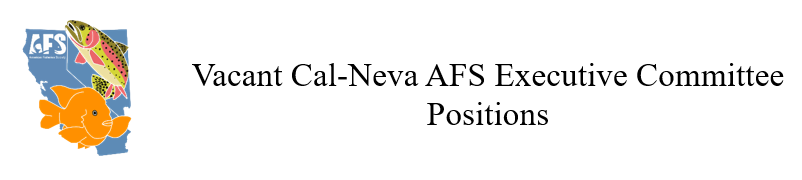 AFS
Vacant Cal-Neva AFS Executive Committee
Positions